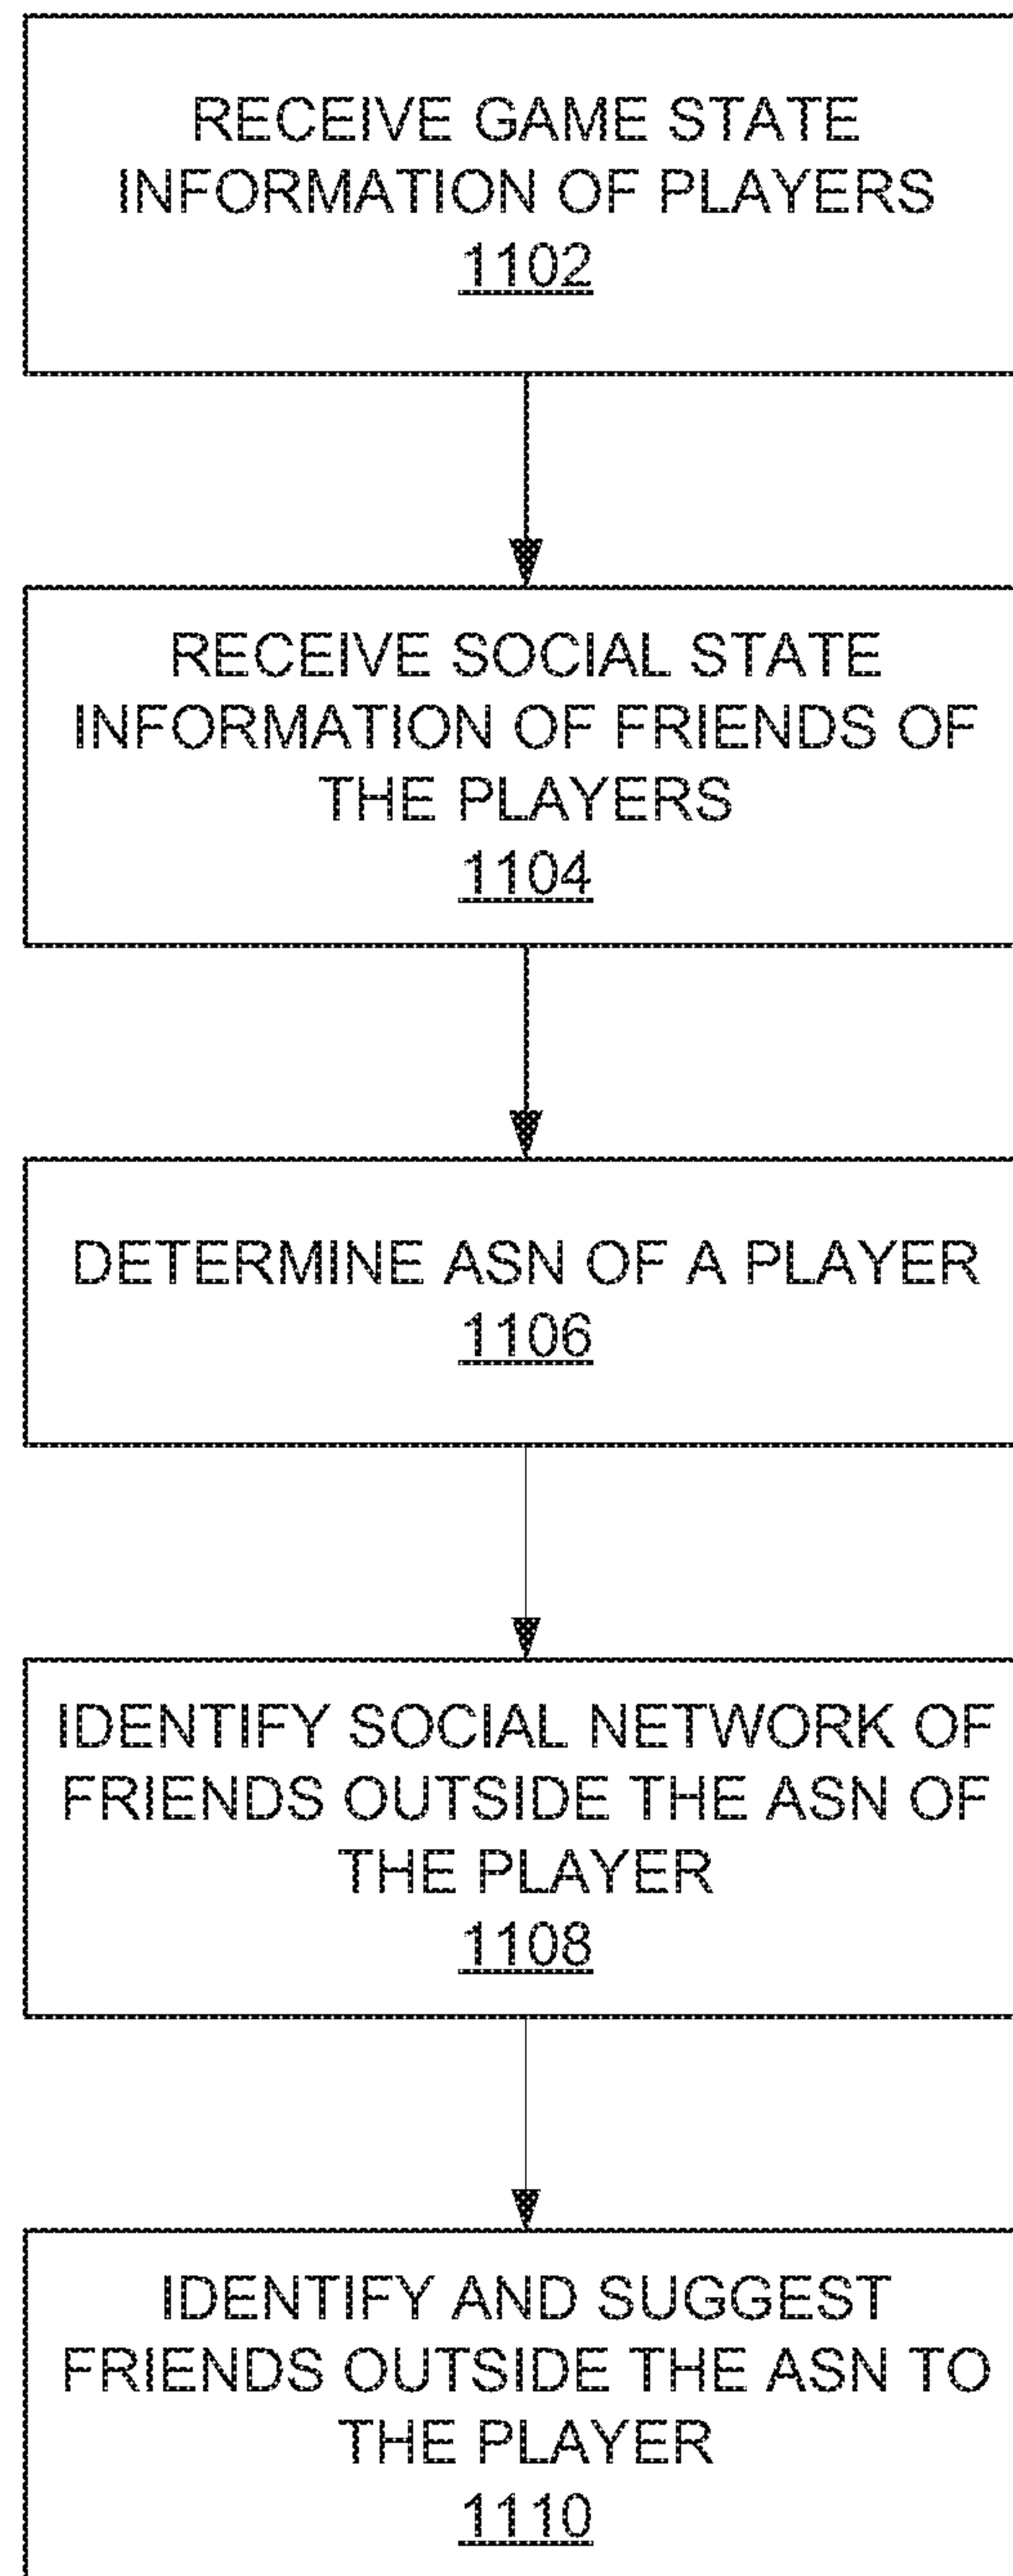 RECEIVE GAME STATE
INFORMATION OF PLAYERS
1102
RECEIVE SOCIAL STATE
INFORMATION OF FRIENDS OF
THE PLAYERS
1104
DETERMINE ASN OF A PLAYER
1106
IDENTIFY SOCIAL NETWORK OF
FRIENDS OUTSIDE THE ASN OF
THE PLAYER
1108
IDENTIFY AND SUGGEST
FRIENDS OUTSIDE THE ASN TO
THE PLAYER
1110